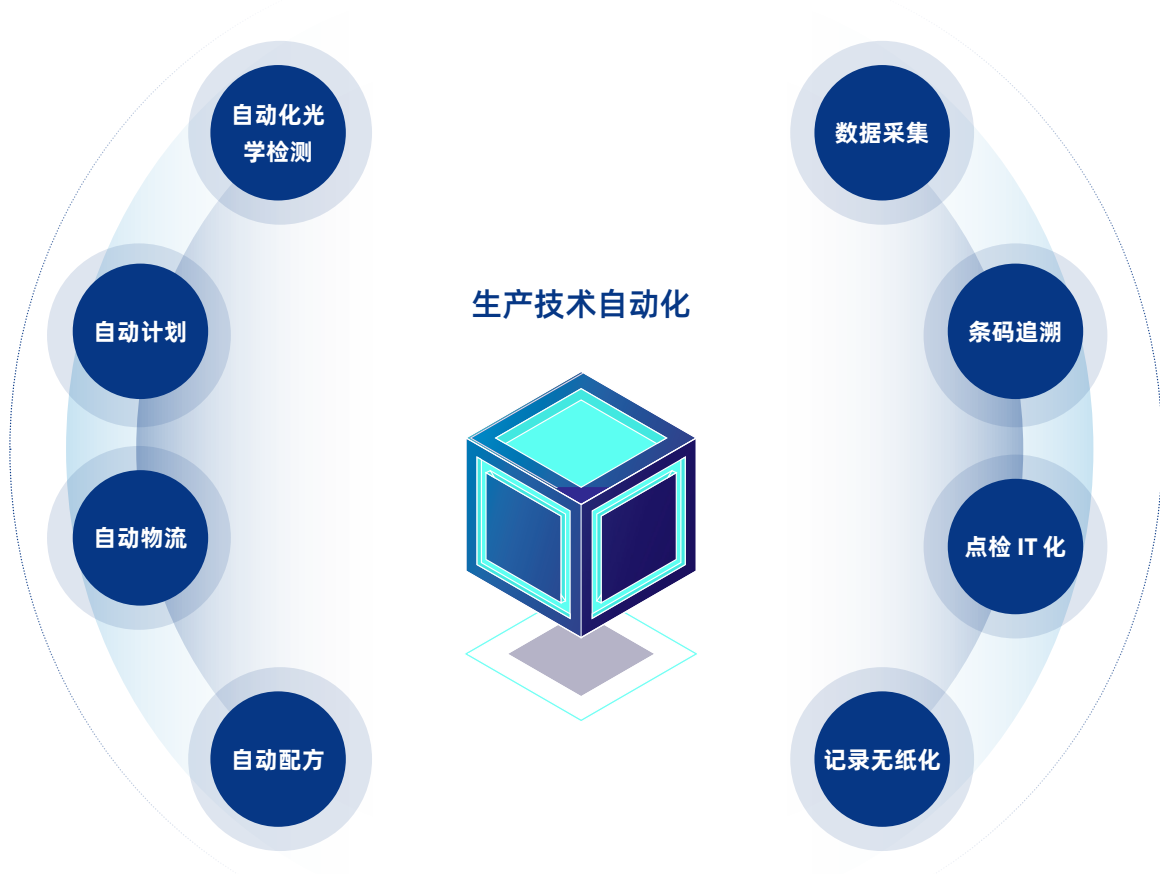 自动化光
学检测
自动计划
自动物流
自动配方
生产技术自动化
数据采集
条码追溯
点检 IT 化
记录无纸化